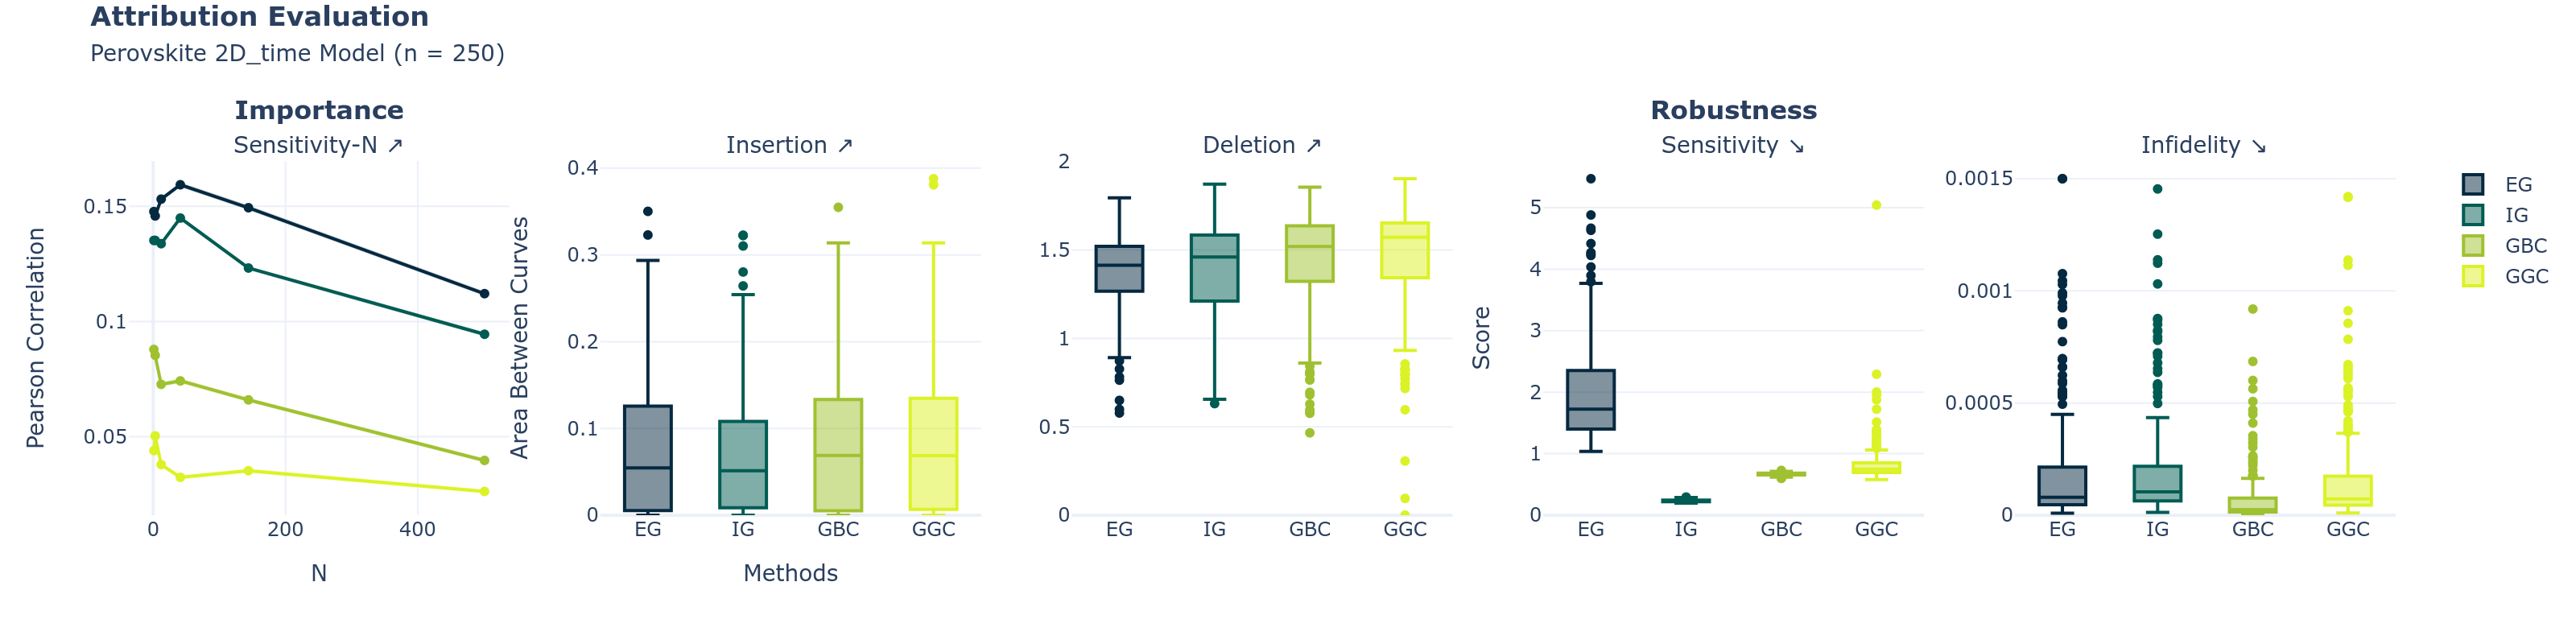 Attribution Evaluation
Perovskite 2D_time Model (n = 250)
Importance
Robustness
Sensitivity-N ↗
Insertion ↗
Deletion ↗
Sensitivity ↘
Infidelity ↘
Pearson Correlation
0.15
0.1
0.05
0
200
400
N
Area Between Curves
0.4
0.3
0.2
0.1
0
EG
IG
GBC
GGC
Methods
2
1.5
1
0.5
0
EG
IG
GBC
GGC
Score
5
4
3
2
1
0
EG
IG
GBC
GGC
0.0015
0.001
0.0005
0
EG
IG
GBC
GGC
EG
IG
GBC
GGC